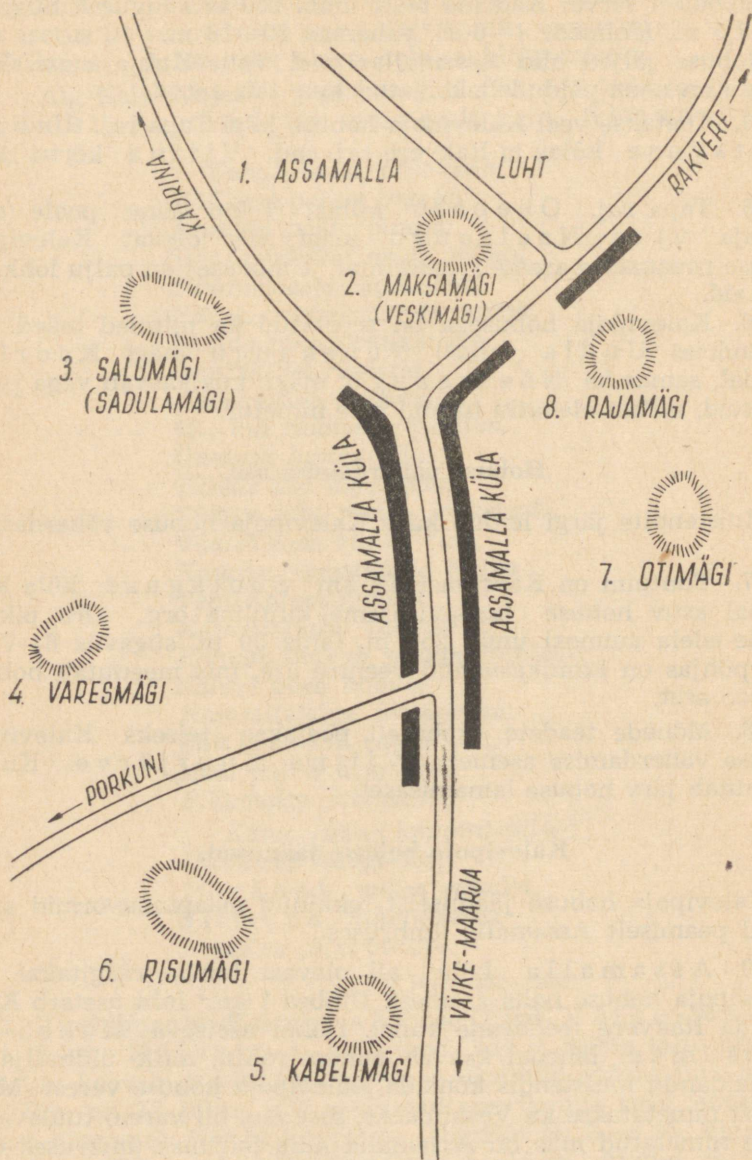 KADRINA
1. ASSAMALLA LUHT
RAKVERE
2. MAKSAMÄGI
(VESKIMÄGI)
3. SALUMÄGI
(SADULAMÄGI)
8. RAJAMÄGI
ASSAMALLA KÜLA
ASSAMALLA KÜLA
7. OTIMÄGI
4. VARESMÄGI
PORKUNI
6. RISUMÄGI
VÄIKE-MAARJA
5. KABELIMÄGI